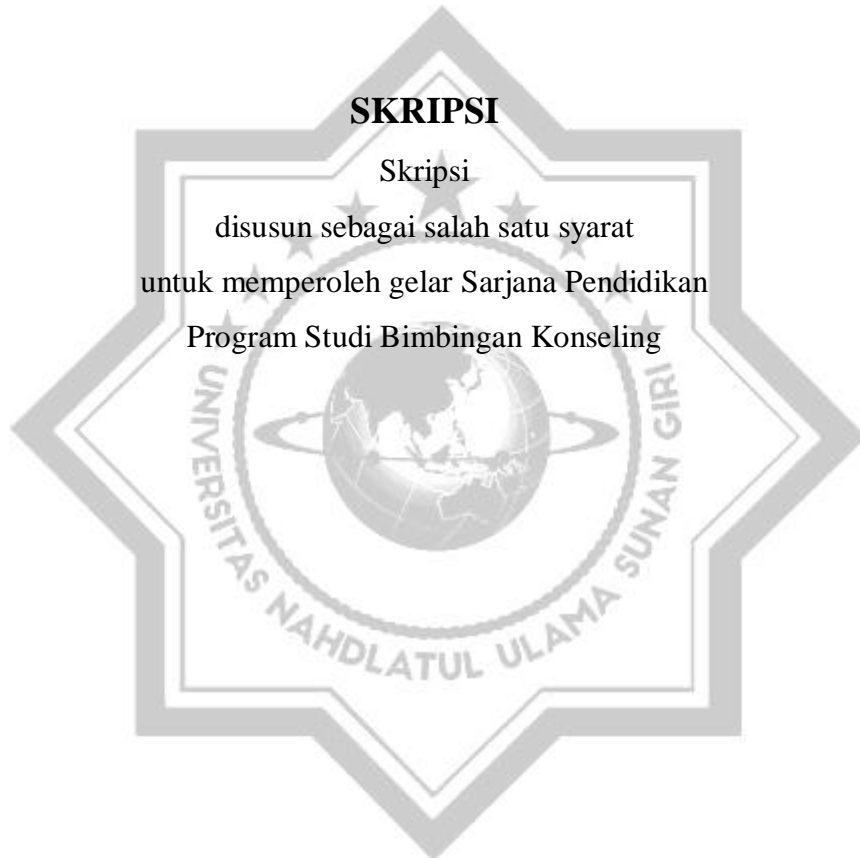 SKRIPSI
Skripsi
disusun sebagai salah satu syarat
untuk memperoleh gelar Sarjana Pendidikan
Program Studi Bimbingan Konseling
UNIVERSITAS NAHDLATUL ULAMA SUNAN GIRI